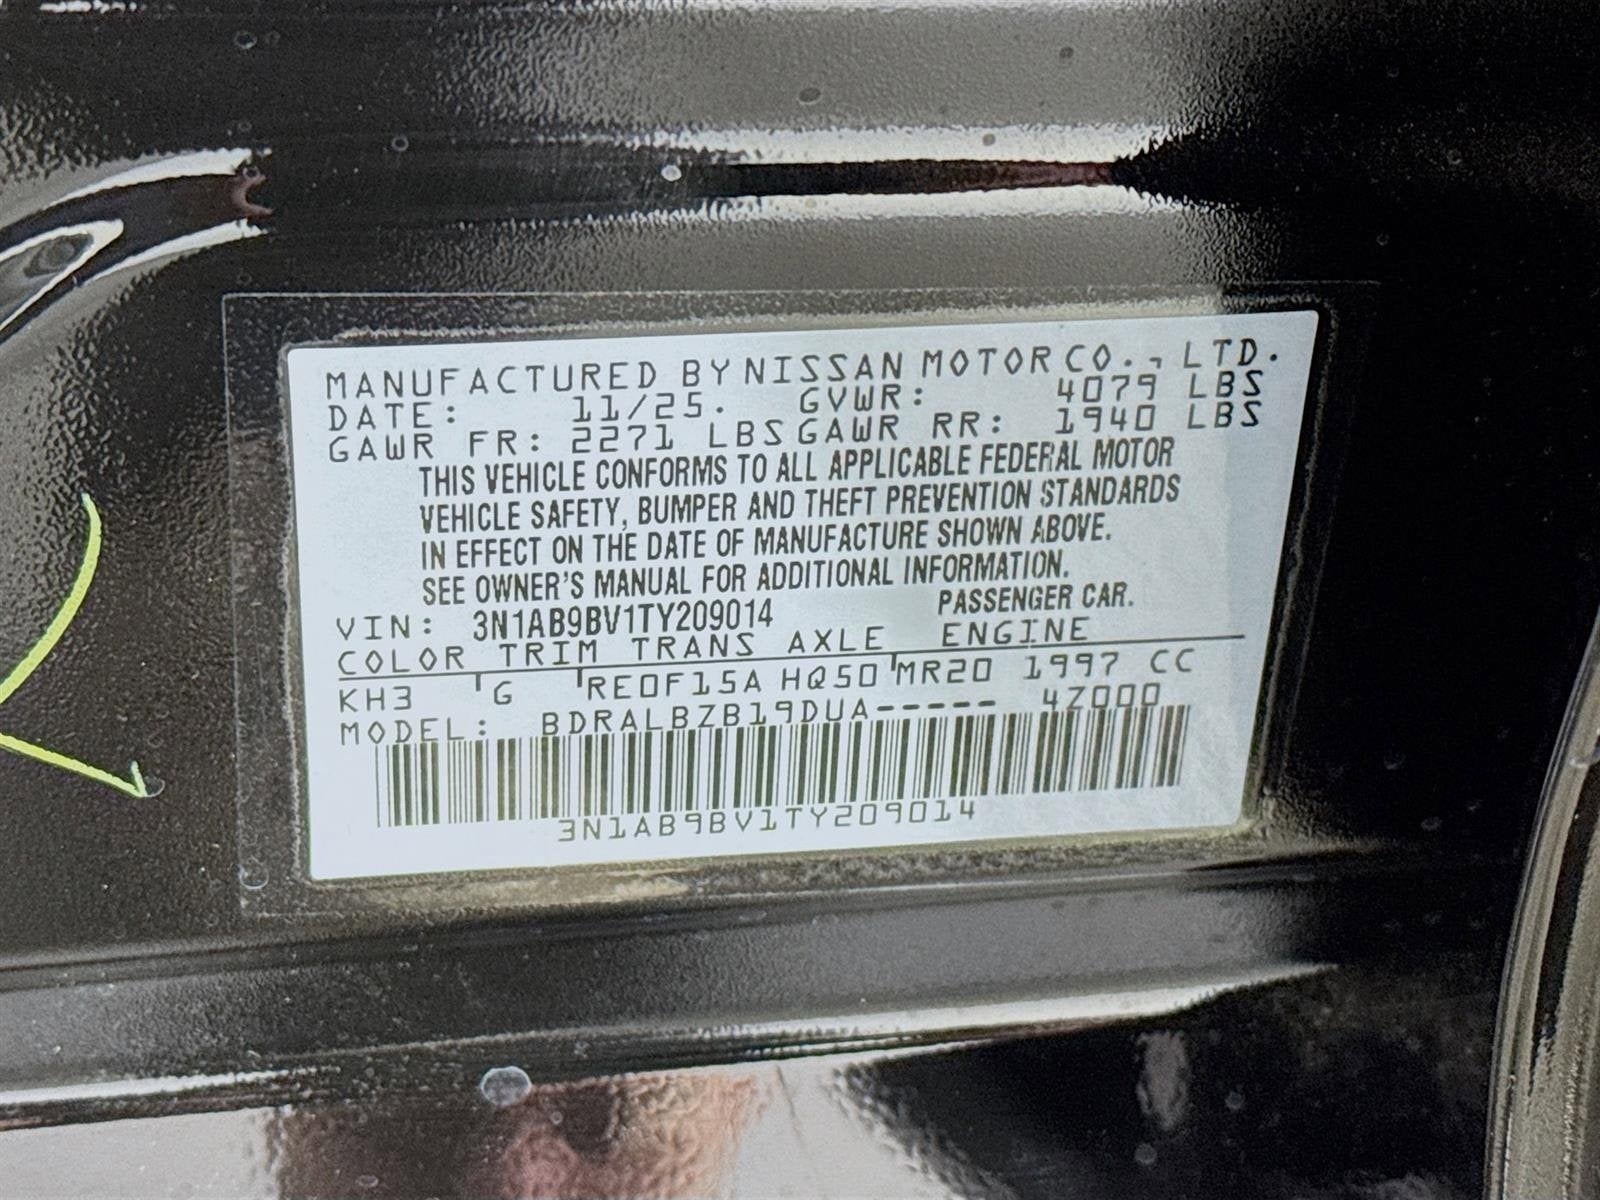 MANUFACTURED BY NISSAN MOTOR CO., LTD.
DATE: 11/25. GVWR: 4079 LBS
GAWR FR: 2271 LBS GAWR RR: 1940 LBS
THIS VEHICLE CONFORMS TO ALL APPLICABLE FEDERAL MOTOR
VEHICLE SAFETY, BUMPER AND THEFT PREVENTION STANDARDS
IN EFFECT ON THE DATE OF MANUFACTURE SHOWN ABOVE.
SEE OWNER'S MANUAL FOR ADDITIONAL INFORMATION.
VIN: 3N1AB9BV1TY209014 PASSENGER CAR.
COLOR TRIM TRANS AXLE ENGINE
KH3 G RE0F15A HQ50 MR20 1997 CC
MODEL: BDRALBZB19DUA----- 4Z000
3N1AB9BV1TY209014